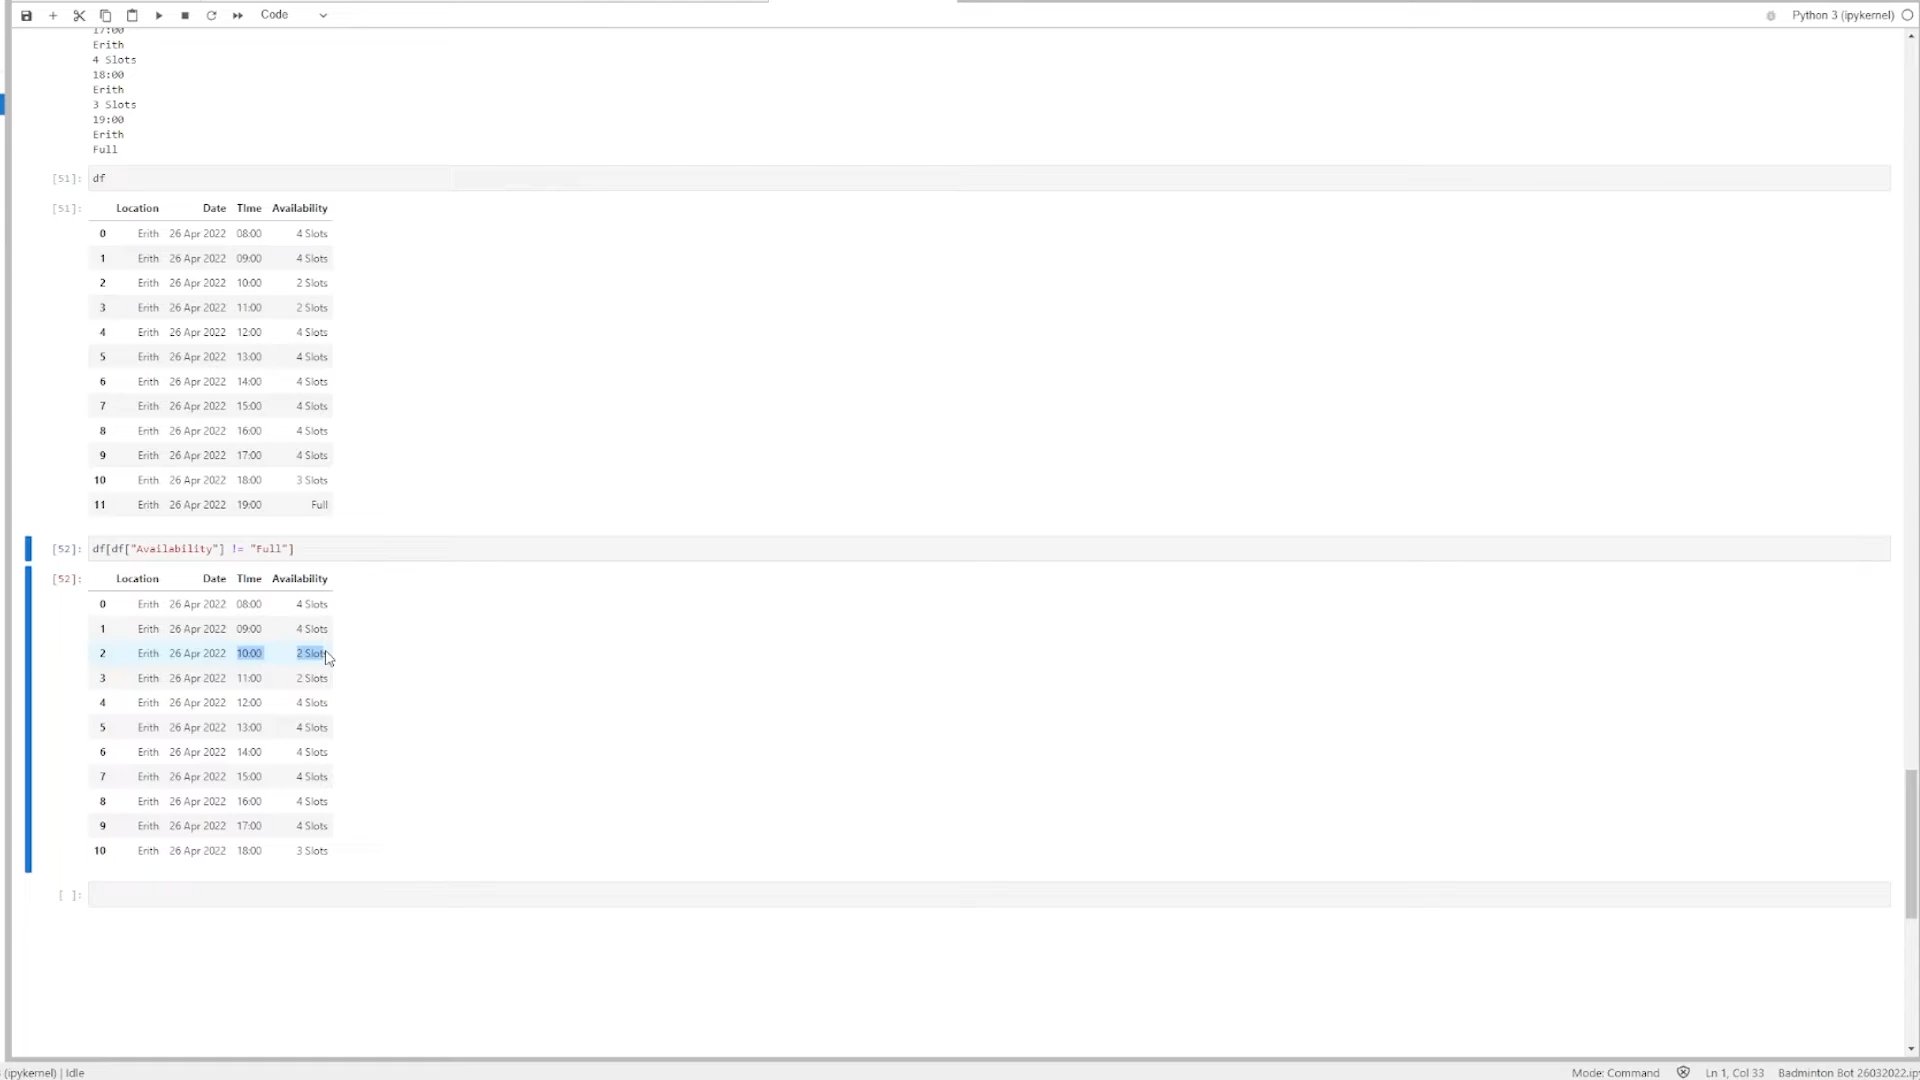 Code
Python 3 (ipykernel)
17:00
Erith
4 Slots
18:00
Erith
3 Slots
19:00
Erith
Full
[51]: df
[51]: Location Date TIme Availability
0 Erith 26 Apr 2022 08:00 4 Slots
1 Erith 26 Apr 2022 09:00 4 Slots
2 Erith 26 Apr 2022 10:00 2 Slots
3 Erith 26 Apr 2022 11:00 2 Slots
4 Erith 26 Apr 2022 12:00 4 Slots
5 Erith 26 Apr 2022 13:00 4 Slots
6 Erith 26 Apr 2022 14:00 4 Slots
7 Erith 26 Apr 2022 15:00 4 Slots
8 Erith 26 Apr 2022 16:00 4 Slots
9 Erith 26 Apr 2022 17:00 4 Slots
10 Erith 26 Apr 2022 18:00 3 Slots
11 Erith 26 Apr 2022 19:00 Full
[52]: df[df["Availability"] != "Full"]
[52]: Location Date TIme Availability
0 Erith 26 Apr 2022 08:00 4 Slots
1 Erith 26 Apr 2022 09:00 4 Slots
2 Erith 26 Apr 2022 10:00 2 Slots
3 Erith 26 Apr 2022 11:00 2 Slots
4 Erith 26 Apr 2022 12:00 4 Slots
5 Erith 26 Apr 2022 13:00 4 Slots
6 Erith 26 Apr 2022 14:00 4 Slots
7 Erith 26 Apr 2022 15:00 4 Slots
8 Erith 26 Apr 2022 16:00 4 Slots
9 Erith 26 Apr 2022 17:00 4 Slots
10 Erith 26 Apr 2022 18:00 3 Slots
[ ]:
(ipykernel) | Idle
Mode: Command Ln 1, Col 33 Badminton Bot 26032022.ip